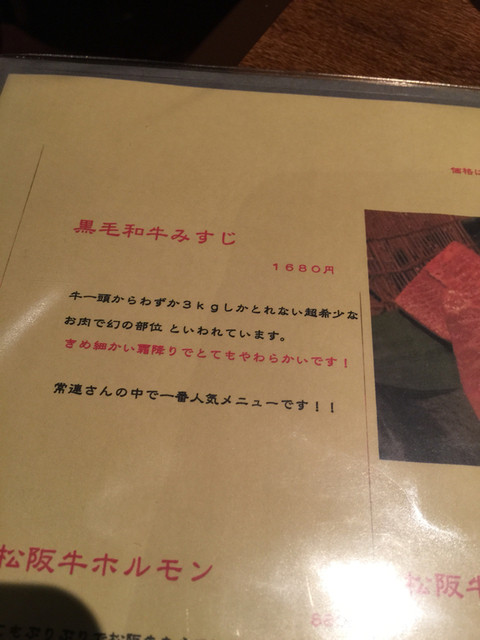 価格
黒毛和牛みすじ
1680円
牛一頭からわずか3kgしかとれない超希少な
お肉で幻の部位 といわれています。
きめ細かい霜降りでとてもやわらかいです！
常連さんの中で一番人気メニューです！！
松阪牛ホルモン
松阪牛